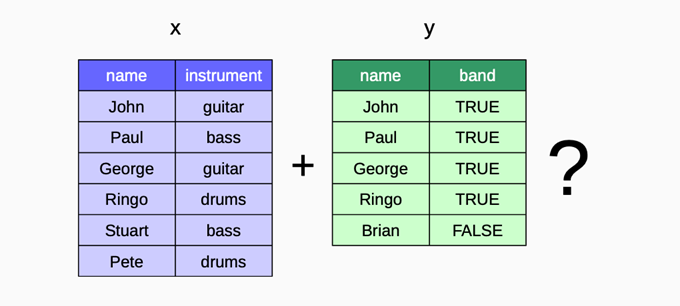 x y
name instrument name band
John guitar John TRUE
Paul bass Paul TRUE
George guitar + George TRUE ?
Ringo drums Ringo TRUE
Stuart bass Brian FALSE
Pete drums